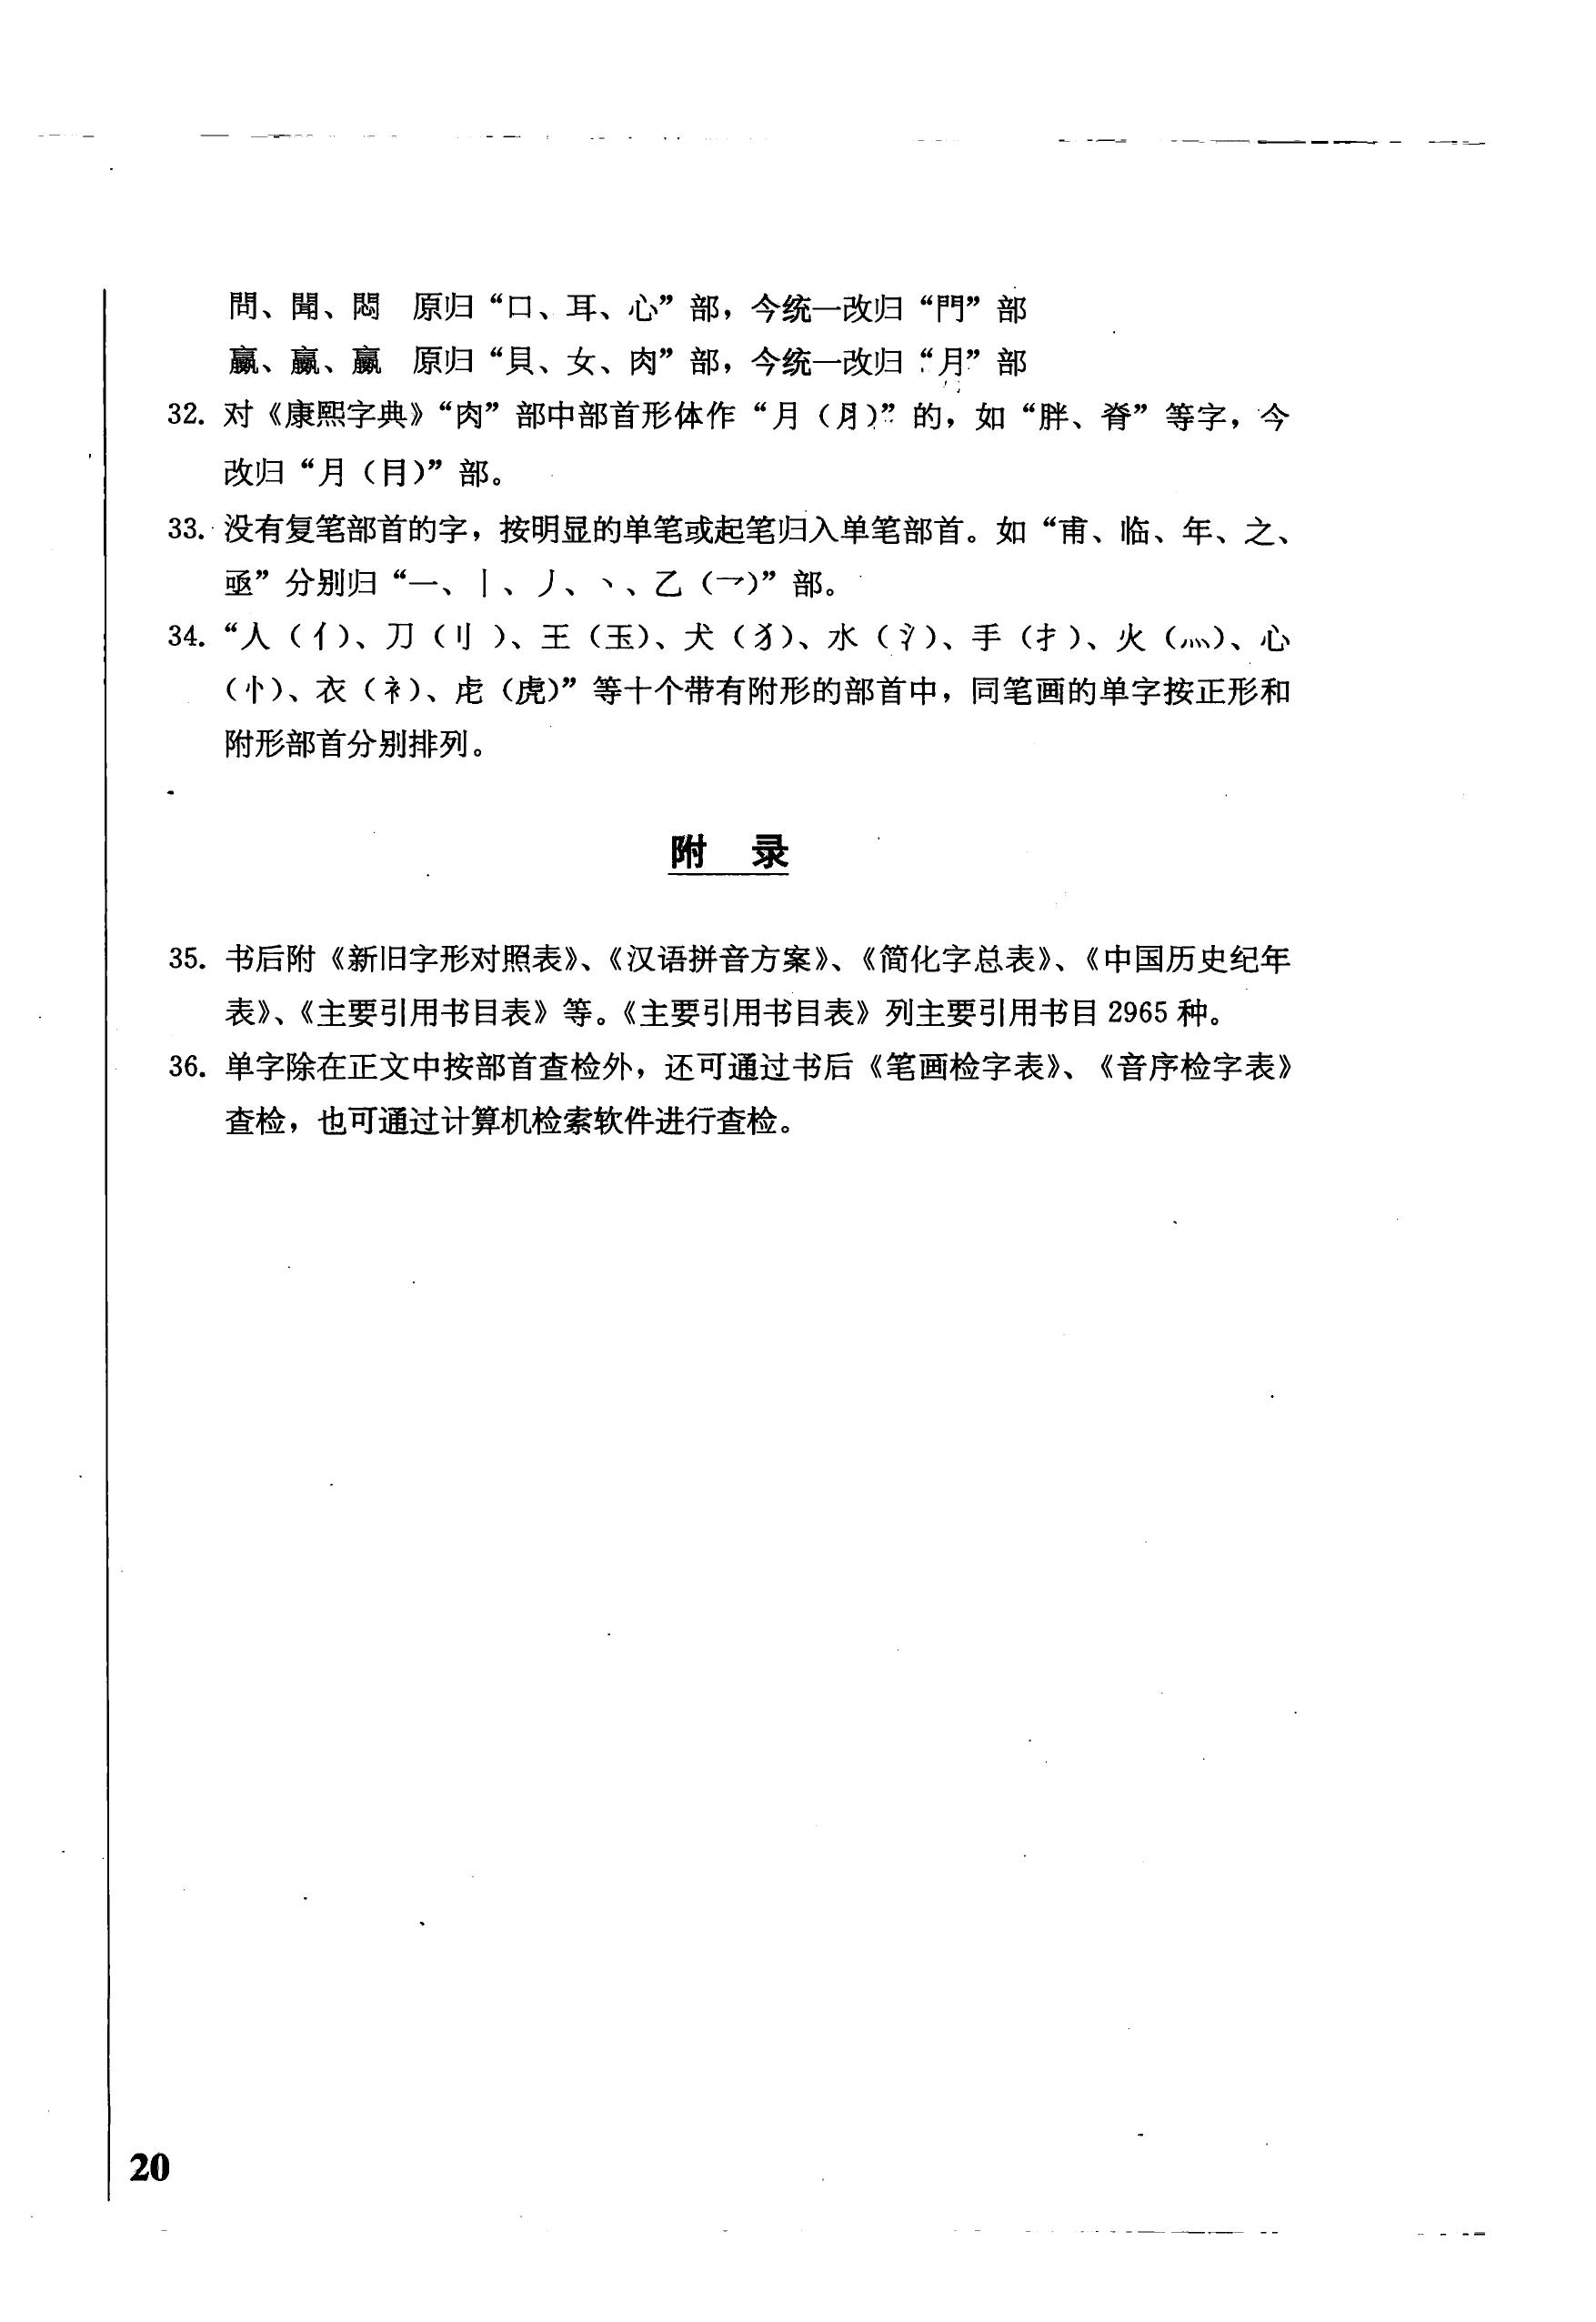 問、聞、悶　原归“口、耳、心”部，今统一改归“門”部
赢、嬴、臝　原归“貝、女、肉”部，今统一改归“月”部
32. 对《康熙字典》“肉”部中部首形体作“月（⺼）”的，如“胖、脊”等字，今
改归“月（⺝）”部。
33. 没有复笔部首的字，按明显的单笔或起笔归入单笔部首。如“甫、临、年、之、
亟”分别归“一、丨、丿、丶、乙（乛）”部。
34. “人（亻）、刀（刂）、王（玉）、犬（犭）、水（氵）、手（扌）、火（灬）、心
（忄）、衣（衤）、虍（虎）”等十个带有附形的部首中，同笔画的单字按正形和
附形部首分别排列。
附　录
35. 书后附《新旧字形对照表》、《汉语拼音方案》、《简化字总表》、《中国历史纪年
表》、《主要引用书目表》等。《主要引用书目表》列主要引用书目 2965 种。
36. 单字除在正文中按部首查检外，还可通过书后《笔画检字表》、《音序检字表》
查检，也可通过计算机检索软件进行查检。
20